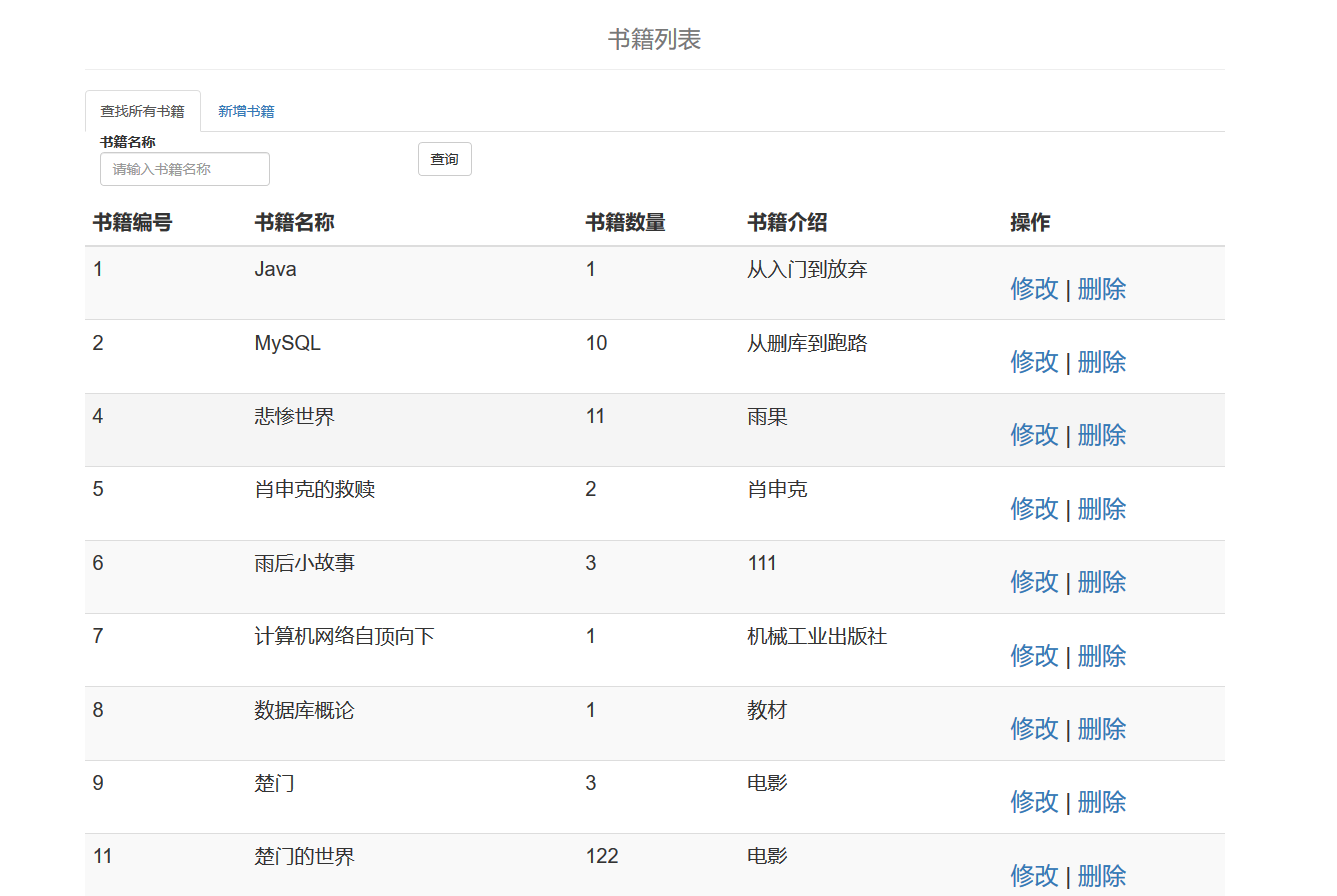 书籍列表
查找所有书籍 新增书籍
书籍名称
请输入书籍名称 查询
书籍编号 书籍名称 书籍数量 书籍介绍 操作
1 Java 1 从入门到放弃 修改 | 删除
2 MySQL 10 从删库到跑路 修改 | 删除
4 悲惨世界 11 雨果 修改 | 删除
5 肖申克的救赎 2 肖申克 修改 | 删除
6 雨后小故事 3 111 修改 | 删除
7 计算机网络自顶向下 1 机械工业出版社 修改 | 删除
8 数据库概论 1 教材 修改 | 删除
9 楚门 3 电影 修改 | 删除
11 楚门的世界 122 电影 修改 | 删除